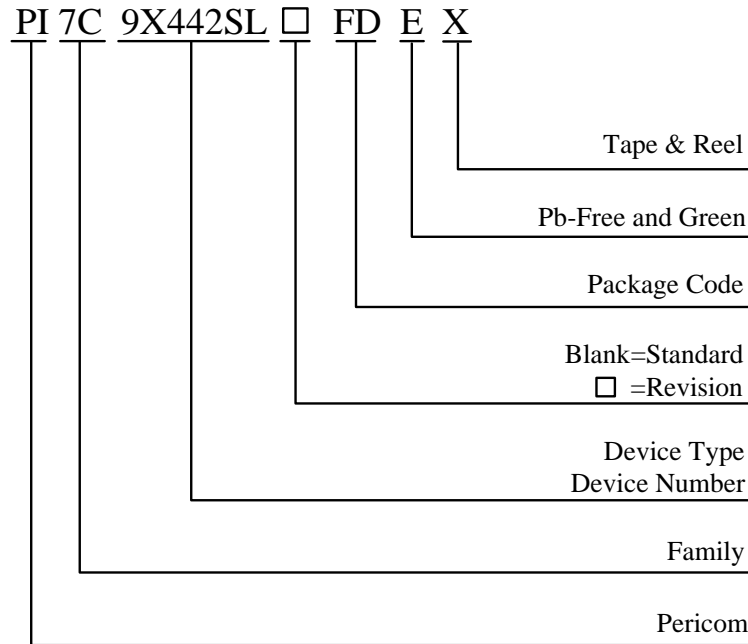 PI 7C 9X442SL □ FD E X
Tape & Reel
Pb-Free and Green
Package Code
Blank=Standard
□ =Revision
Device Type
Device Number
Family
Pericom